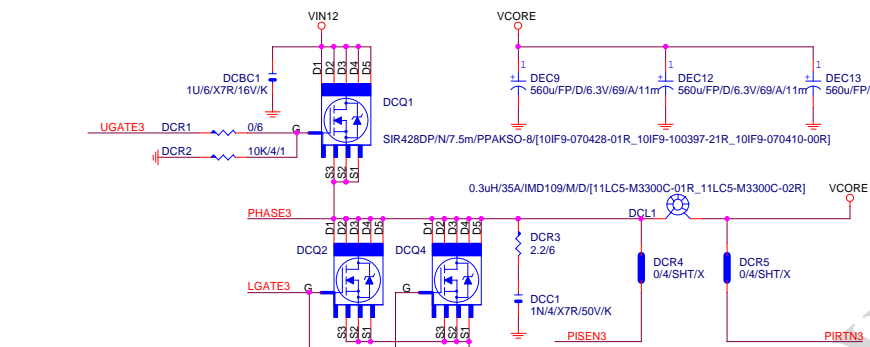 VIN12 VCORE
D1 D2 D3 D4 D5
DCBC1
1U/6/X7R/16V/K
DCQ1
1 1 1
+ DEC9 + DEC12 + DEC13
560u/FP/D/6.3V/69/A/11m 560u/FP/D/6.3V/69/A/11m 560u/FP/
UGATE3 DCR1 0/6 G
SIR428DP/N/7.5m/PPAKSO-8/[10IF9-070428-01R_10IF9-100397-21R_10IF9-070410-00R]
DCR2 10K/4/1
S3 S2 S1
0.3uH/35A/IMD109/M/D/[11LC5-M3300C-01R_11LC5-M3300C-02R] VCORE
PHASE3 DCL1
D1 D2 D3 D4 D5 D1 D2 D3 D4 D5
DCQ2 DCQ4
DCR3
2.2/6
DCR4
0/4/SHT/X
DCR5
0/4/SHT/X
LGATE3 G G
DCC1
1N/4/X7R/50V/K
S3 S2 S1 S3 S2 S1
PISEN3 PIRTN3